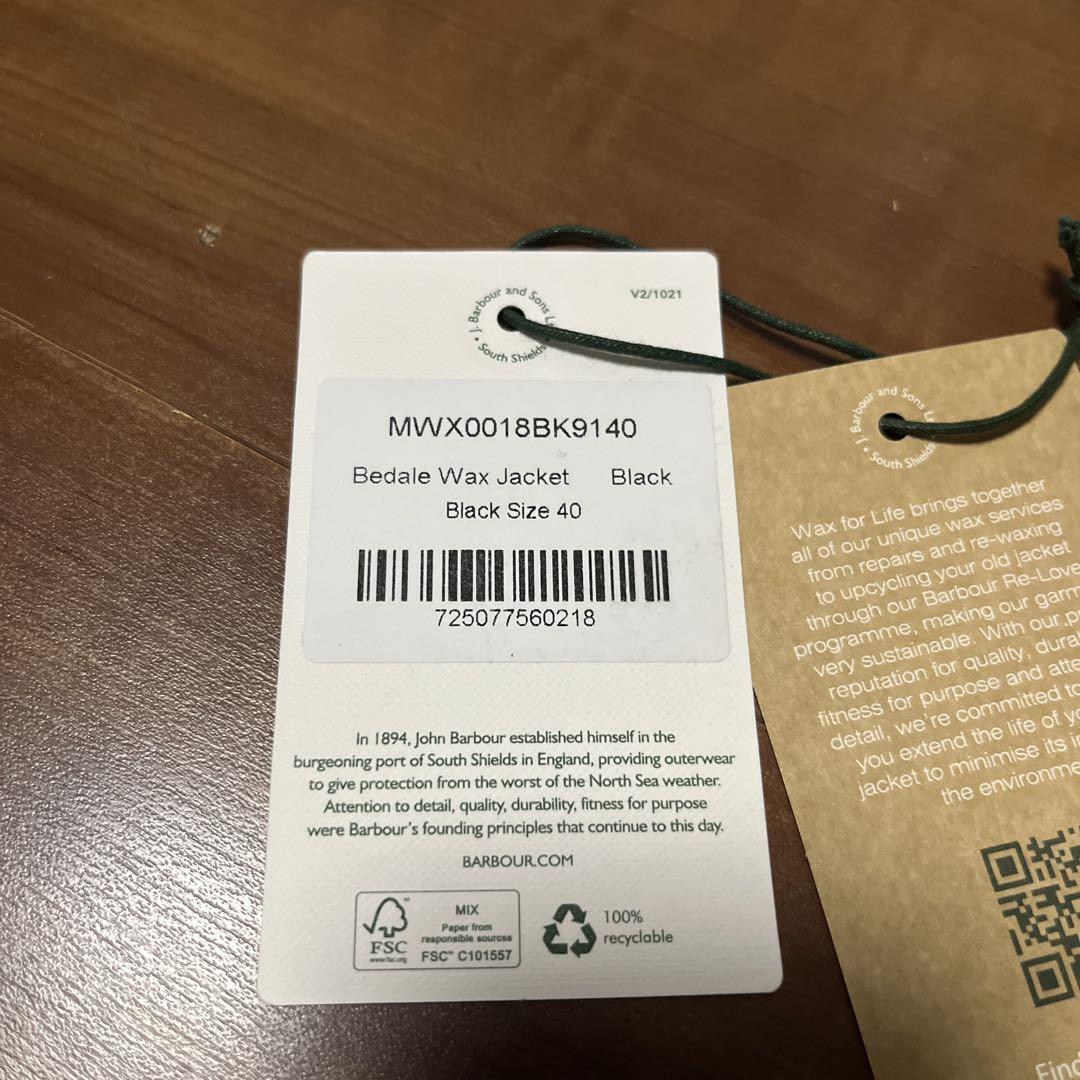 J. Barbour and Sons
South Shields
V2/1021
MWX0018BK9140
Bedale Wax Jacket Black
Black Size 40
725077560218
In 1894, John Barbour established himself in the
burgeoning port of South Shields in England, providing outerwear
to give protection from the worst of the North Sea weather.
Attention to detail, quality, durability, fitness for purpose
were Barbour's founding principles that continue to this day.
BARBOUR.COM
FSC
www.fsc.org
MIX
Paper from
responsible sources
FSC™ C101557
100%
recyclable
J. Barbour and Sons
South Shields
Wax for Life brings together
all of our unique wax services
from repairs and re-waxing
to upcycling your old jacket
through our Barbour Re-Love
programme, making our
very sustainable. With our
reputation for quality,
fitness for purpose and
detail, we're committed to
you extend the life of
jacket to minimise its
the